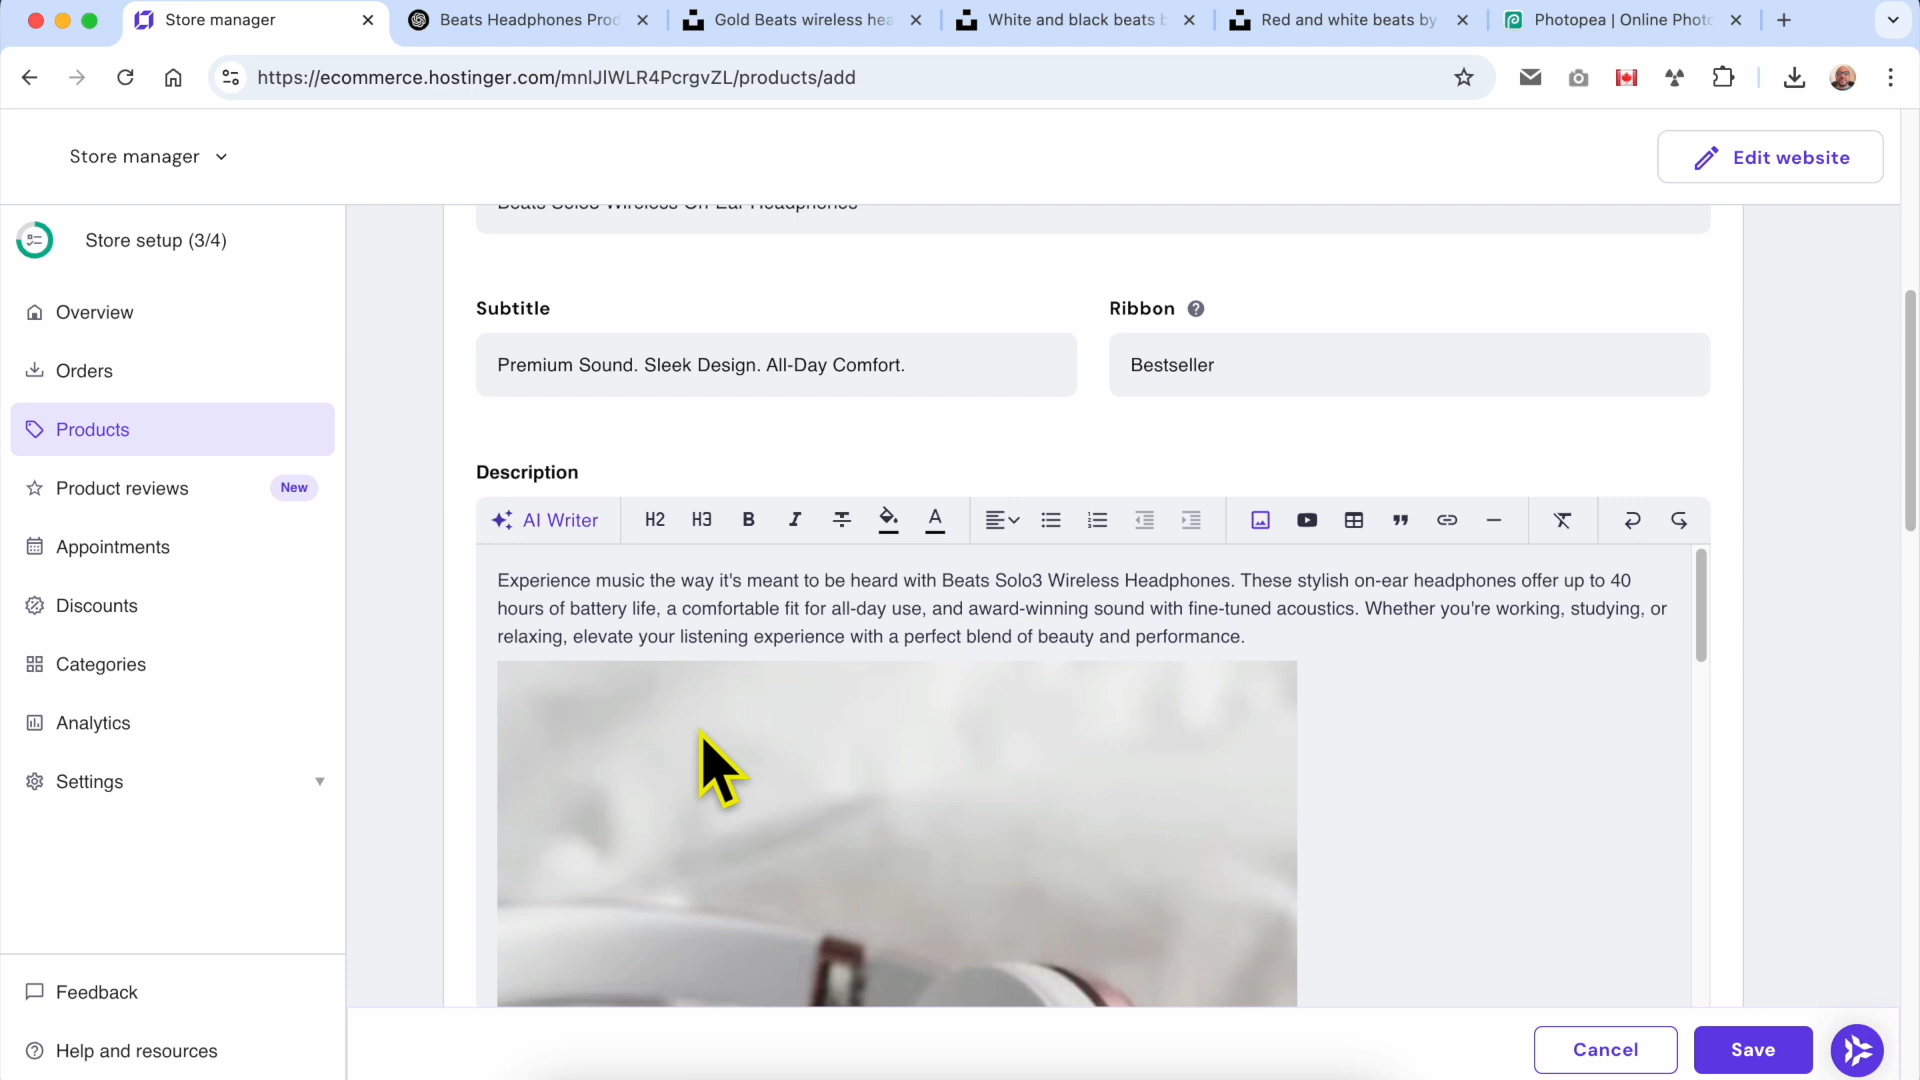 Store manager
Beats Headphones Prod
Gold Beats wireless hea
White and black beats b
Red and white beats by
Photopea | Online Photo
https://ecommerce.hostinger.com/mnlJlWLR4PcrgvZL/products/add
Store manager
Edit website
Store setup (3/4)
Overview
Orders
Products
Product reviews
New
Appointments
Discounts
Categories
Analytics
Settings
Feedback
Help and resources
Beats Solo3 Wireless On-Ear Headphones
Subtitle
Ribbon
Premium Sound. Sleek Design. All-Day Comfort.
Bestseller
Description
AI Writer
H2
H3
B
I
A
Experience music the way it's meant to be heard with Beats Solo3 Wireless Headphones. These stylish on-ear headphones offer up to 40
hours of battery life, a comfortable fit for all-day use, and award-winning sound with fine-tuned acoustics. Whether you're working, studying, or
relaxing, elevate your listening experience with a perfect blend of beauty and performance.
Cancel
Save